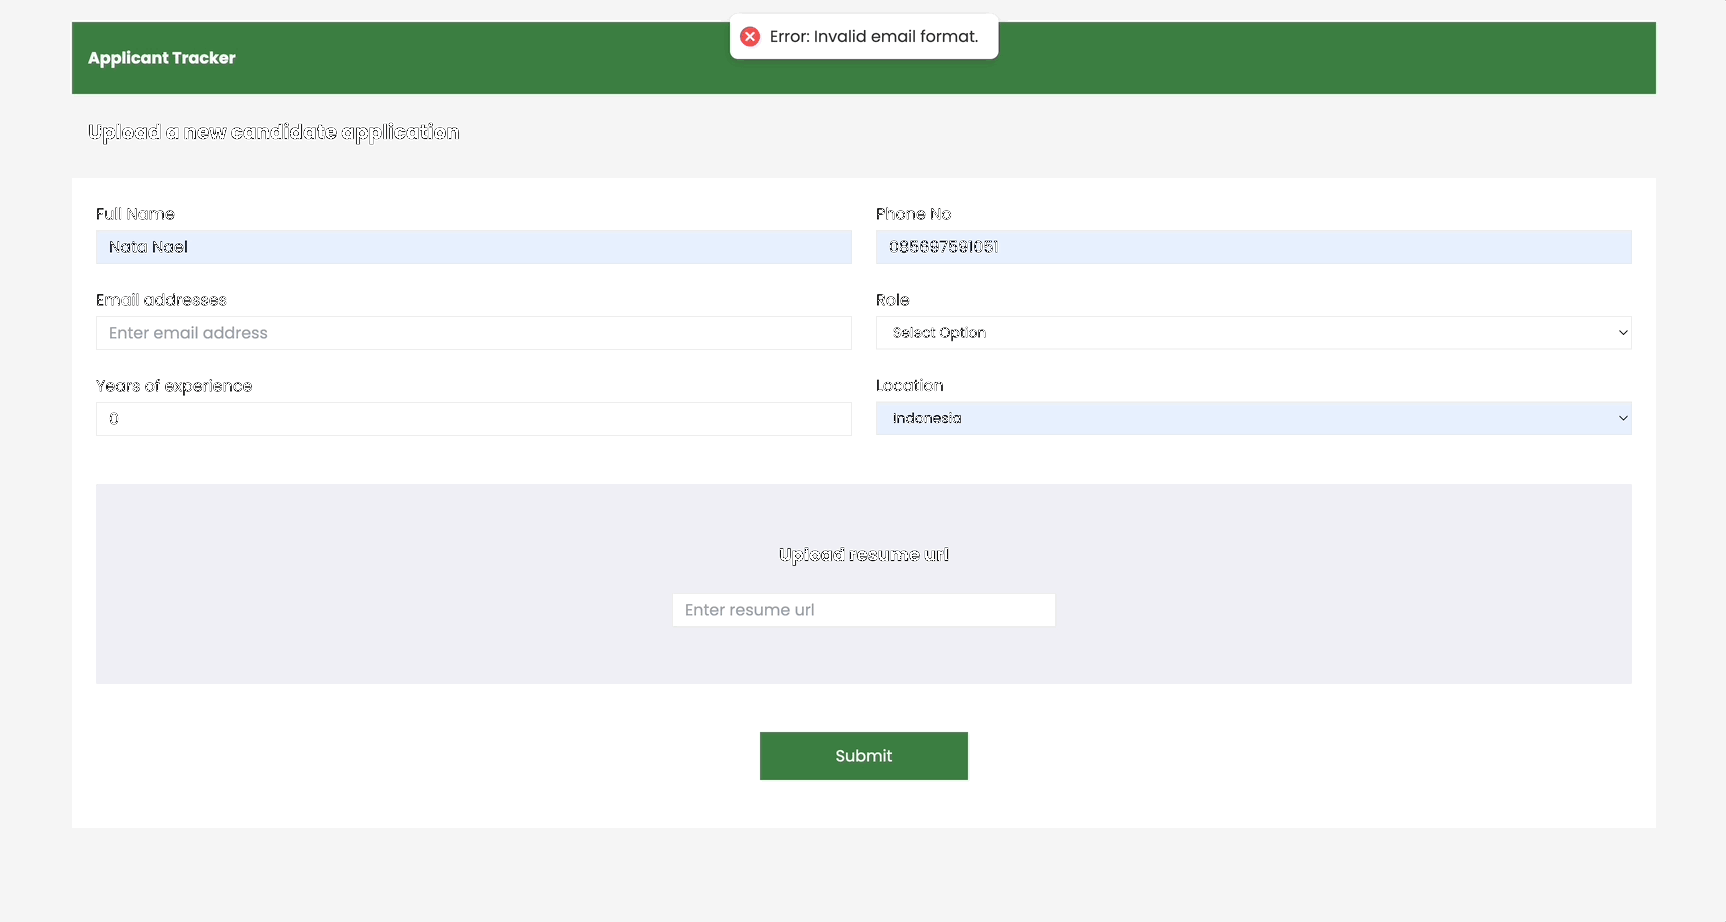 Error: Invalid email format.
Applicant Tracker
Upload a new candidate application
Full Name
Phone No
Nata Nael
085697591051
Email addresses
Role
Enter email address
Select Option
Years of experience
Location
0
Indonesia
Upload resume url
Enter resume url
Submit